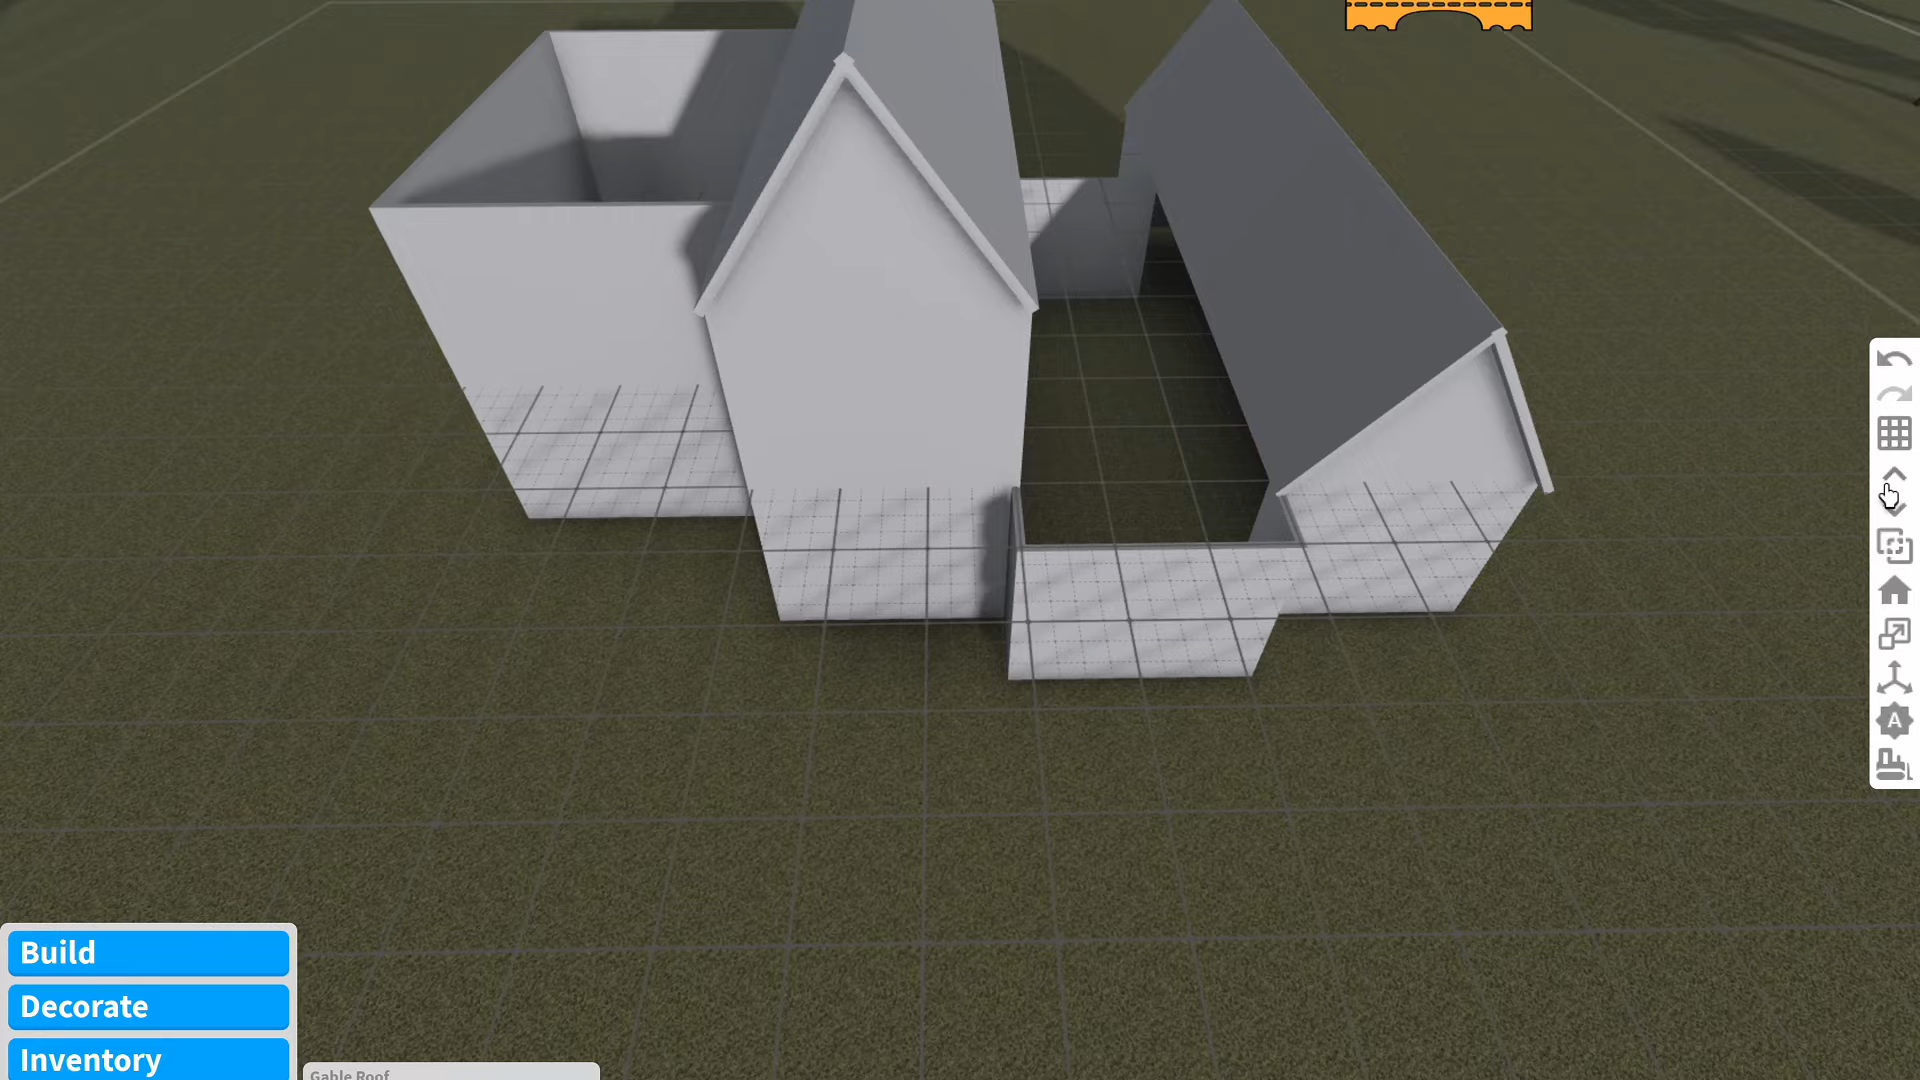 Build
Decorate
Inventory
Gable Roof
A